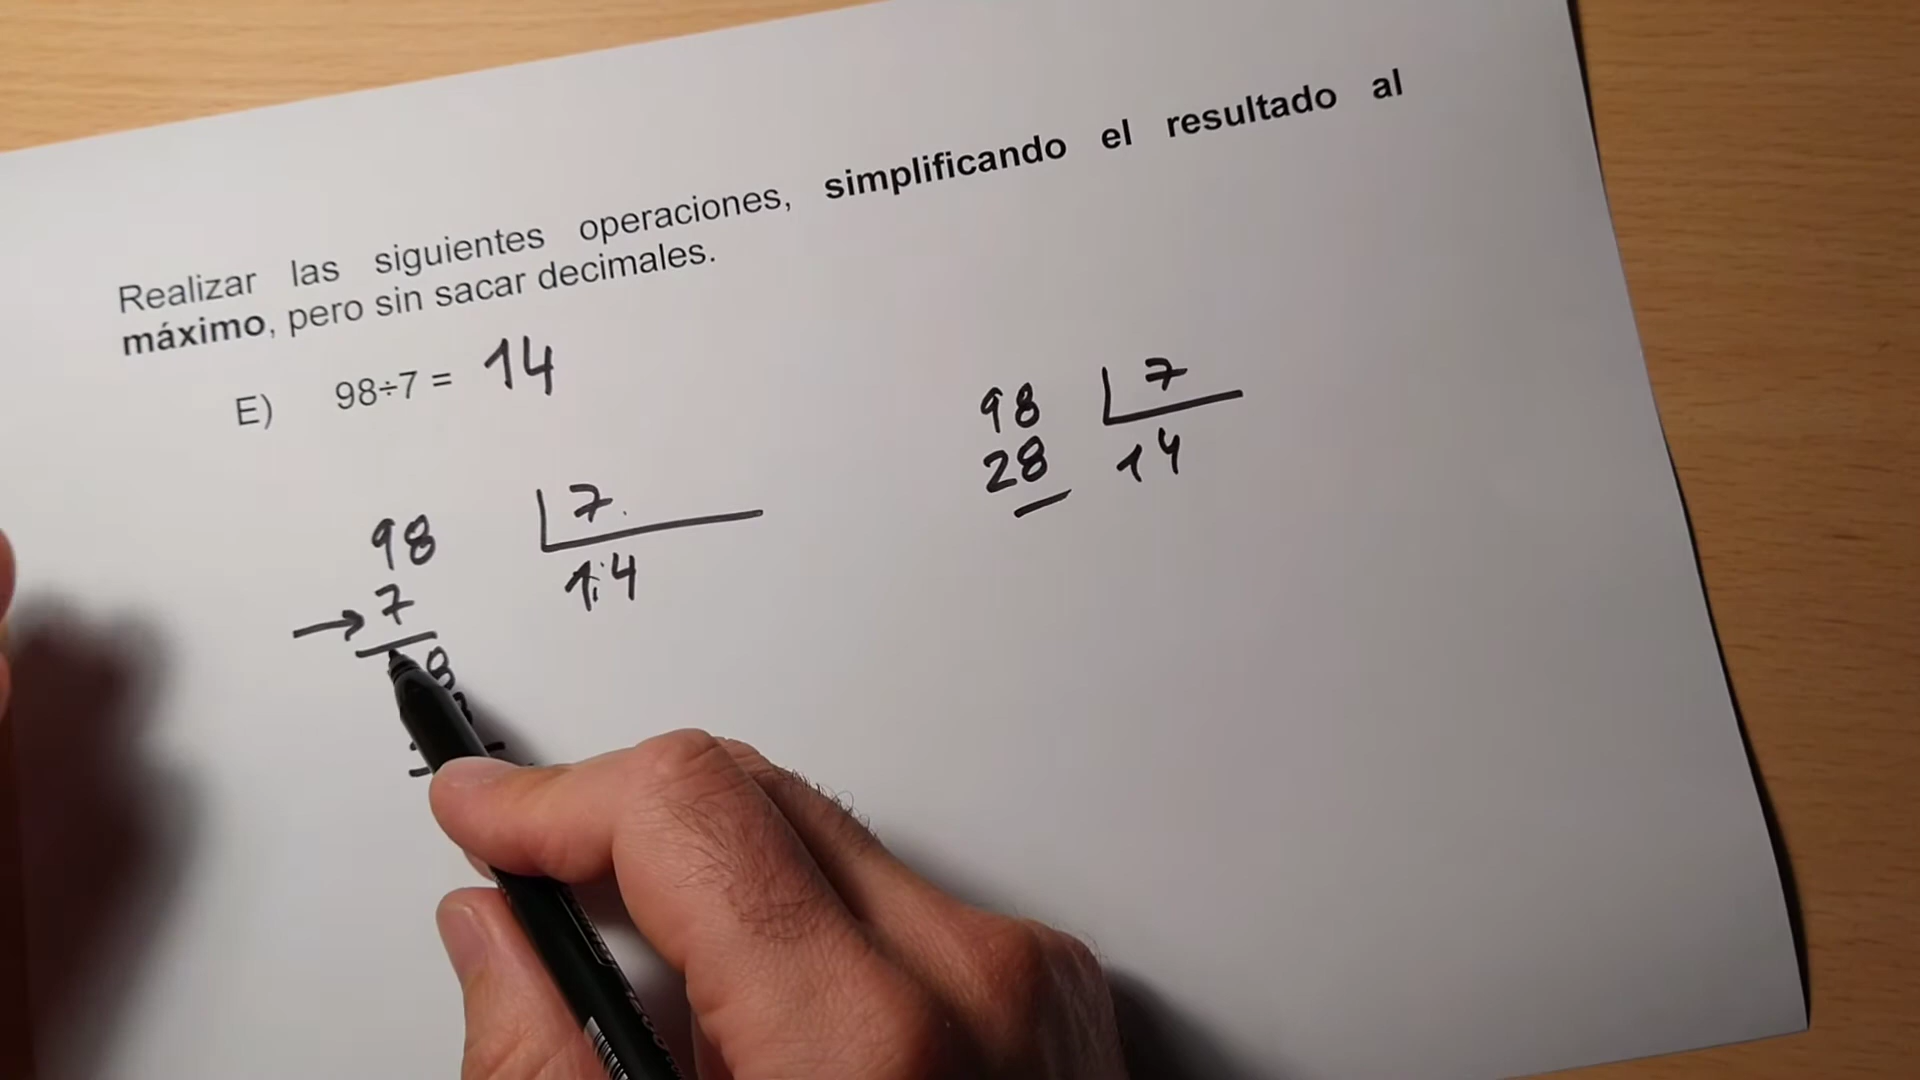 Realizar las siguientes operaciones, simplificando el resultado al
máximo, pero sin sacar decimales.
E) 98÷7 = 14
98 7
7 14
8
98 7
28 14